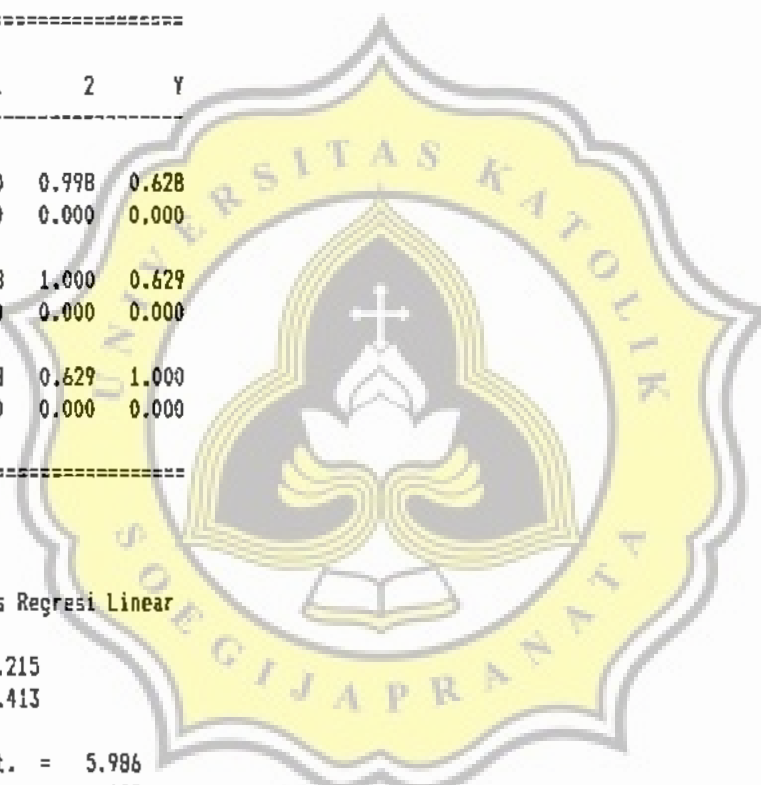 2 Y
0.998 0.628
0.000 0.000
1.000 0.629
0.000 0.000
0.629 1.000
0.000 0.000
s Regresi Linear
.215
.413
t. = 5.986
UNIVERSITAS KATOLIK
SOEGIJAPRANATA